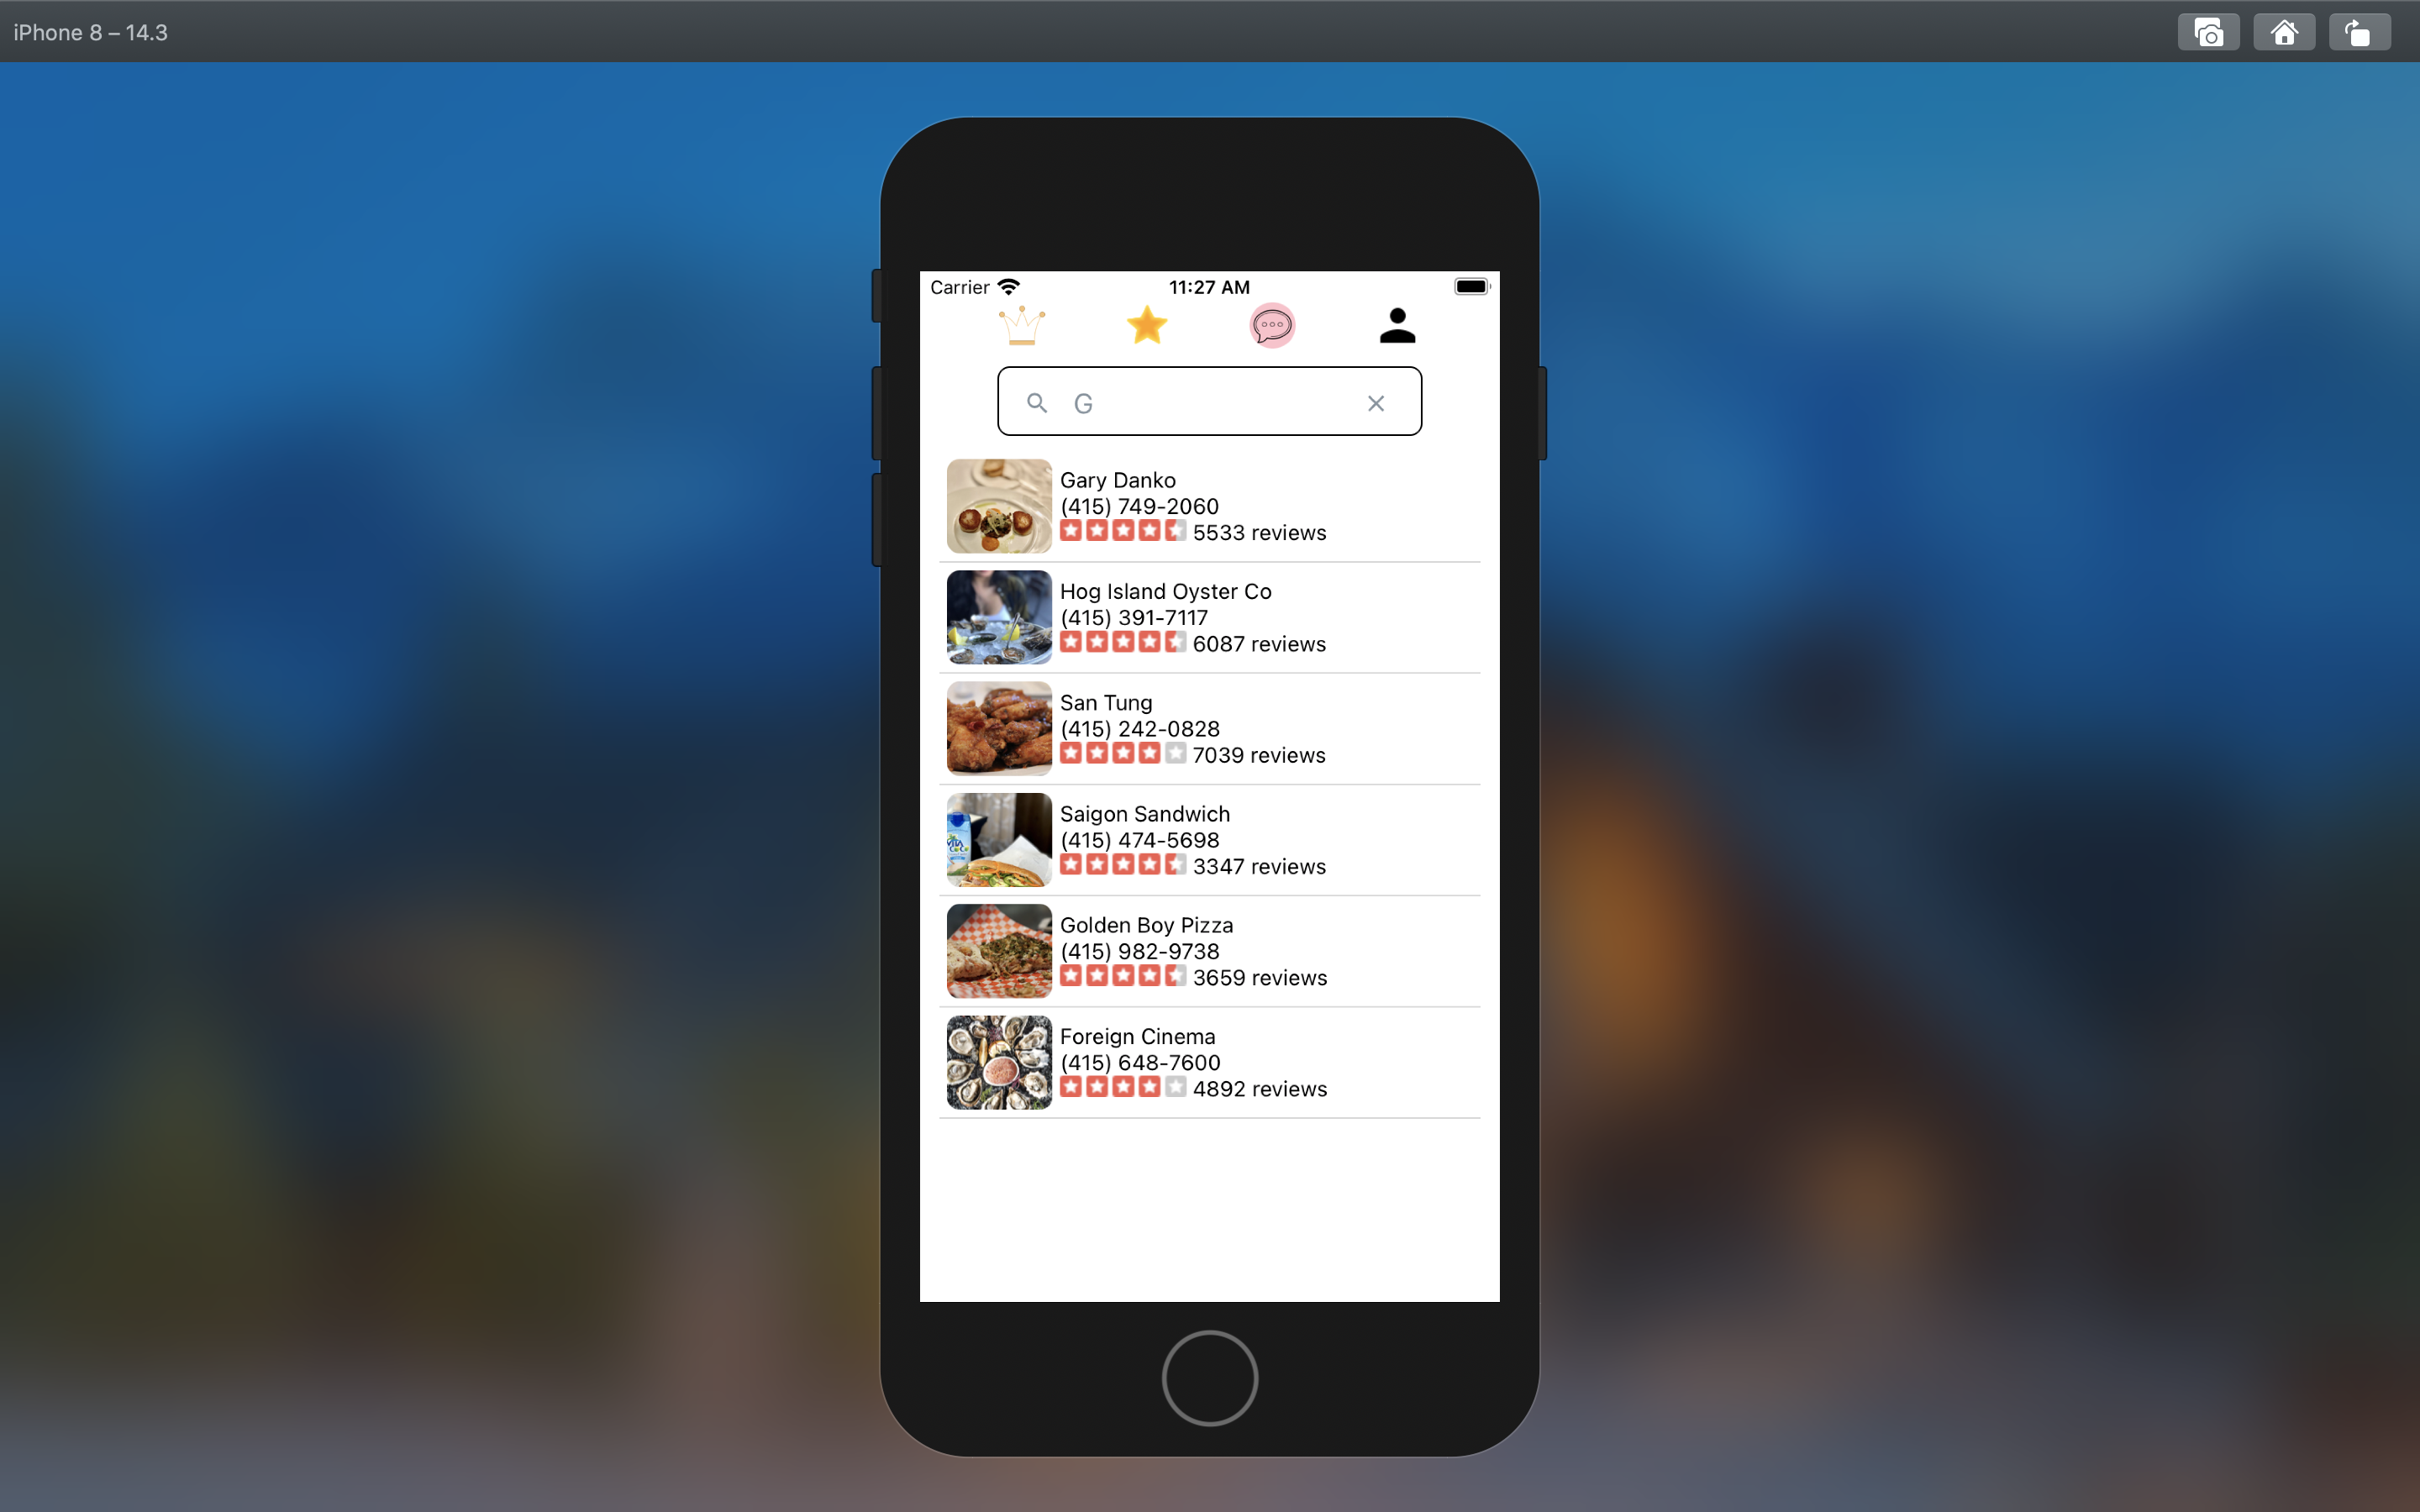 iPhone 8 – 14.3
Carrier 11:27 AM
G
Gary Danko
(415) 749-2060
5533 reviews
Hog Island Oyster Co
(415) 391-7117
6087 reviews
San Tung
(415) 242-0828
7039 reviews
Saigon Sandwich
(415) 474-5698
3347 reviews
VITA
COCO
Golden Boy Pizza
(415) 982-9738
3659 reviews
Foreign Cinema
(415) 648-7600
4892 reviews